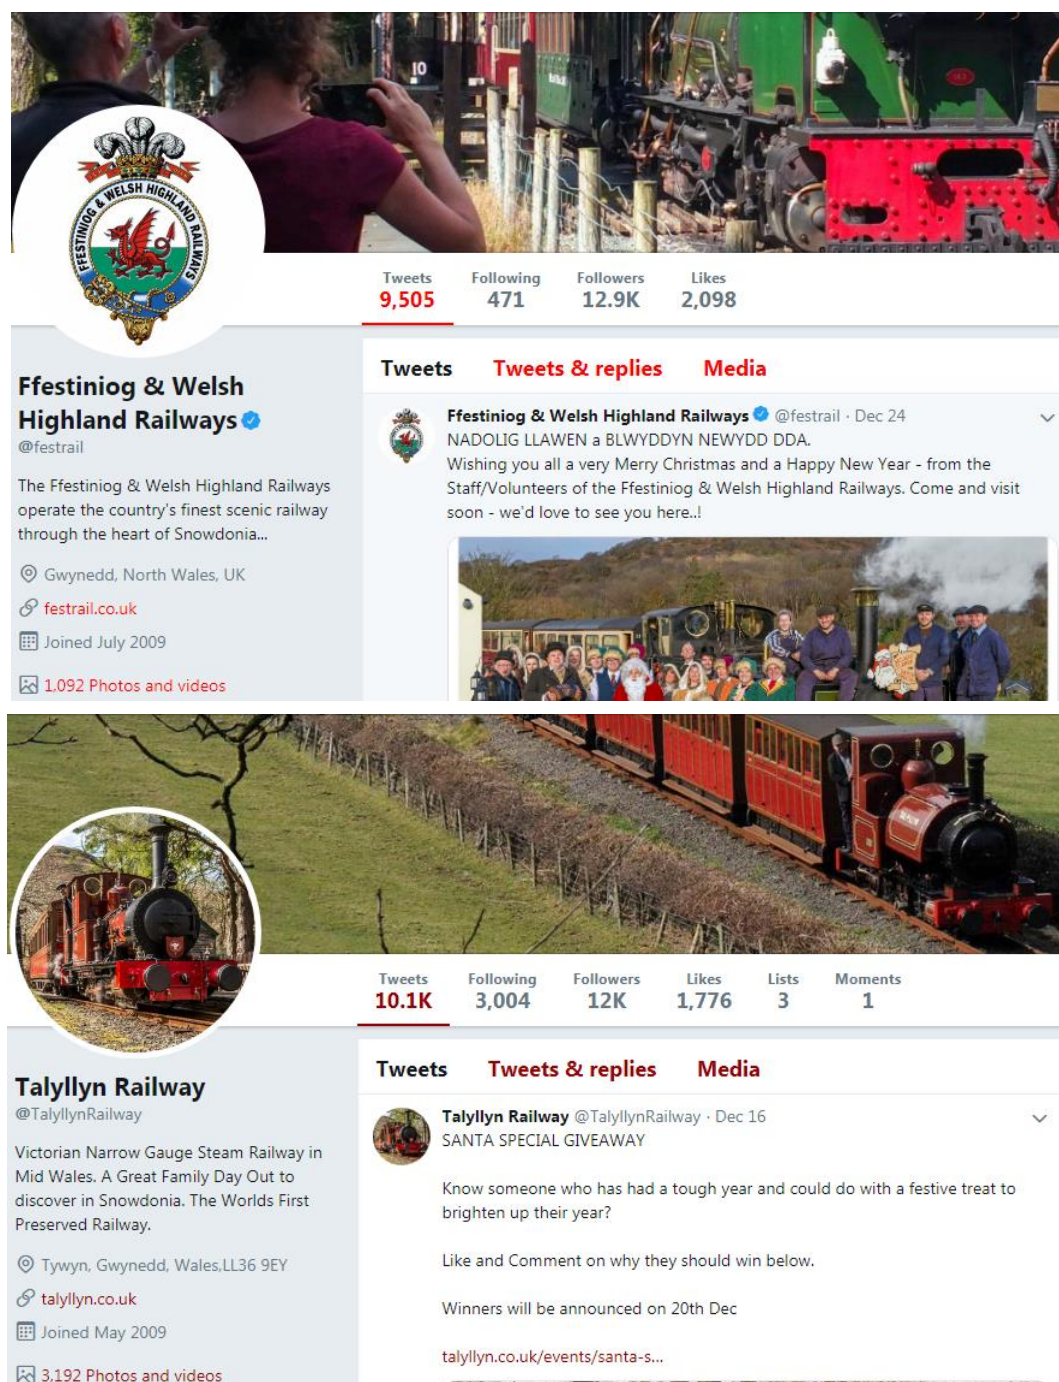 10
FFESTINIOG & WELSH HIGHLAND RAILWAYS
Tweets Following Followers Likes
9,505 471 12.9K 2,098
Tweets Tweets & replies Media
Ffestiniog & Welsh
Highland Railways
@festrail
The Ffestiniog & Welsh Highland Railways
operate the country's finest scenic railway
through the heart of Snowdonia...
Gwynedd, North Wales, UK
festrail.co.uk
Joined July 2009
1,092 Photos and videos
Ffestiniog & Welsh Highland Railways @festrail · Dec 24
NADOLIG LLAWEN a BLWYDDYN NEWYDD DDA.
Wishing you all a very Merry Christmas and a Happy New Year - from the
Staff/Volunteers of the Ffestiniog & Welsh Highland Railways. Come and visit
soon - we'd love to see you here..!
Tweets Following Followers Likes Lists Moments
10.1K 3,004 12K 1,776 3 1
Tweets Tweets & replies Media
Talyllyn Railway
@TalyllynRailway
Victorian Narrow Gauge Steam Railway in
Mid Wales. A Great Family Day Out to
discover in Snowdonia. The Worlds First
Preserved Railway.
Tywyn, Gwynedd, Wales,LL36 9EY
talyllyn.co.uk
Joined May 2009
3,192 Photos and videos
Talyllyn Railway @TalyllynRailway · Dec 16
SANTA SPECIAL GIVEAWAY
Know someone who has had a tough year and could do with a festive treat to
brighten up their year?
Like and Comment on why they should win below.
Winners will be announced on 20th Dec
talyllyn.co.uk/events/santa-s...